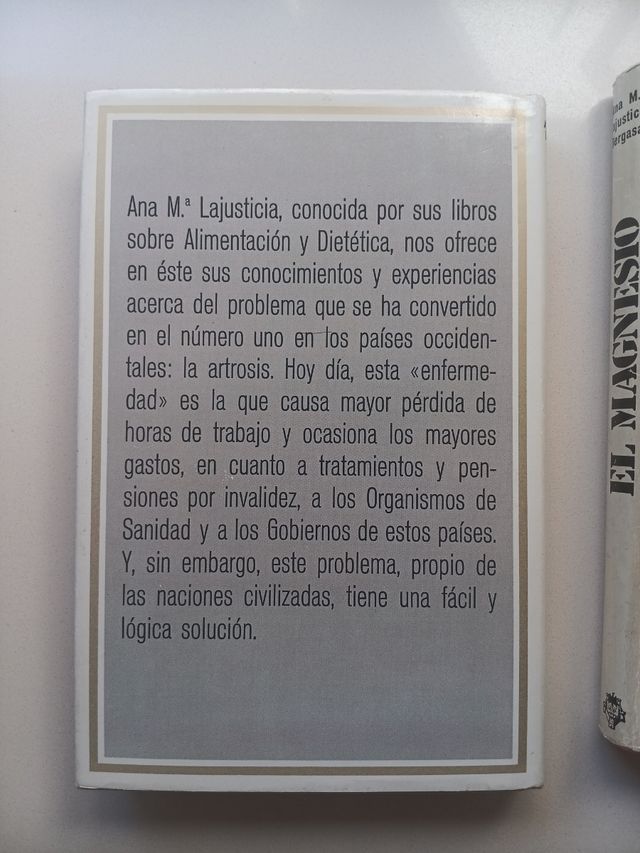 Ana M.ª Lajusticia, conocida por sus libros
sobre Alimentación y Dietética, nos ofrece
en éste sus conocimientos y experiencias
acerca del problema que se ha convertido
en el número uno en los países occiden-
tales: la artrosis. Hoy día, esta «enferme-
dad» es la que causa mayor pérdida de
horas de trabajo y ocasiona los mayores
gastos, en cuanto a tratamientos y pen-
siones por invalidez, a los Organismos de
Sanidad y a los Gobiernos de estos países.
Y, sin embargo, este problema, propio de
las naciones civilizadas, tiene una fácil y
lógica solución.
EL MAGNESIO